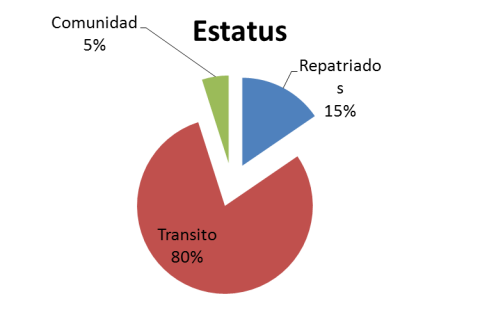 Estatus
Comunidad
5%
Repatriado
s
15%
Transito
80%